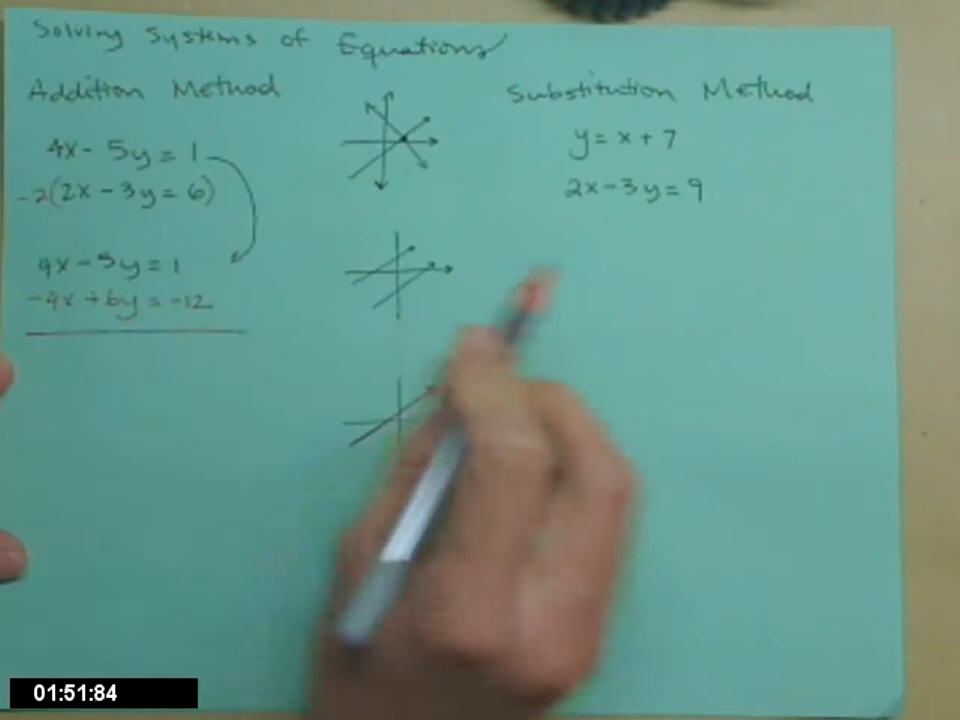 Solving Systems of Equations
Addition Method
4x - 5y = 1
-2(2x - 3y = 6)
4x - 5y = 1
-4x + 6y = -12
Substitution Method
y = x + 7
2x - 3y = 9
01:51:84